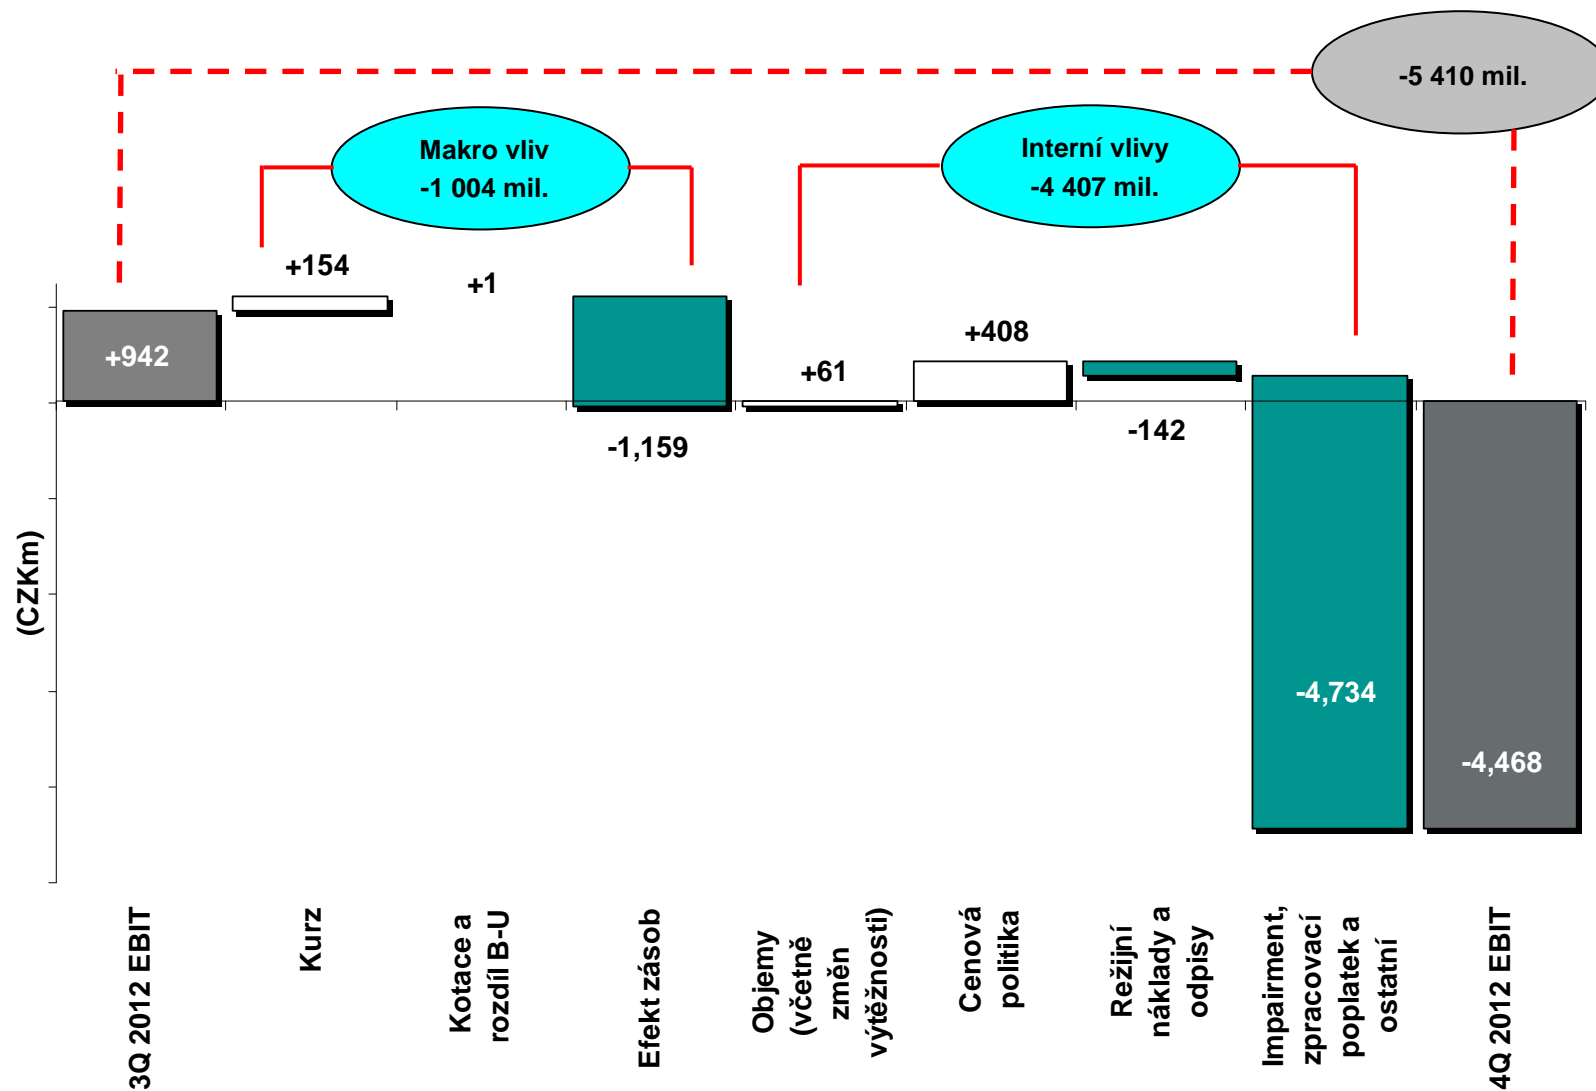 -5 410 mil.
Makro vliv
-1 004 mil.
Interní vlivy
-4 407 mil.
+154
+1
+942
+408
+61
-1,159
-142
-4,734
-4,468
(CZKm)
3Q 2012 EBIT
Kurz
Kotace a
rozdíl B-U
Efekt zásob
Objemy
(včetně
změn
výtěžnosti)
Cenová
politika
Režijní
náklady a
odpisy
Impairment,
zpracovací
poplatek a
ostatní
4Q 2012 EBIT